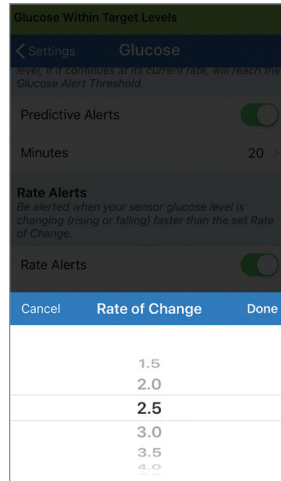 Glucose Within Target Levels
Settings
Glucose
level, if it continues at its current rate, will reach the
Glucose Alert Threshold.
Predictive Alerts
Minutes
20
Rate Alerts
Be alerted when your sensor glucose level is
changing (rising or falling) faster than the set Rate
of Change.
Rate Alerts
Cancel
Rate of Change
Done
1.5
2.0
2.5
3.0
3.5
4.0